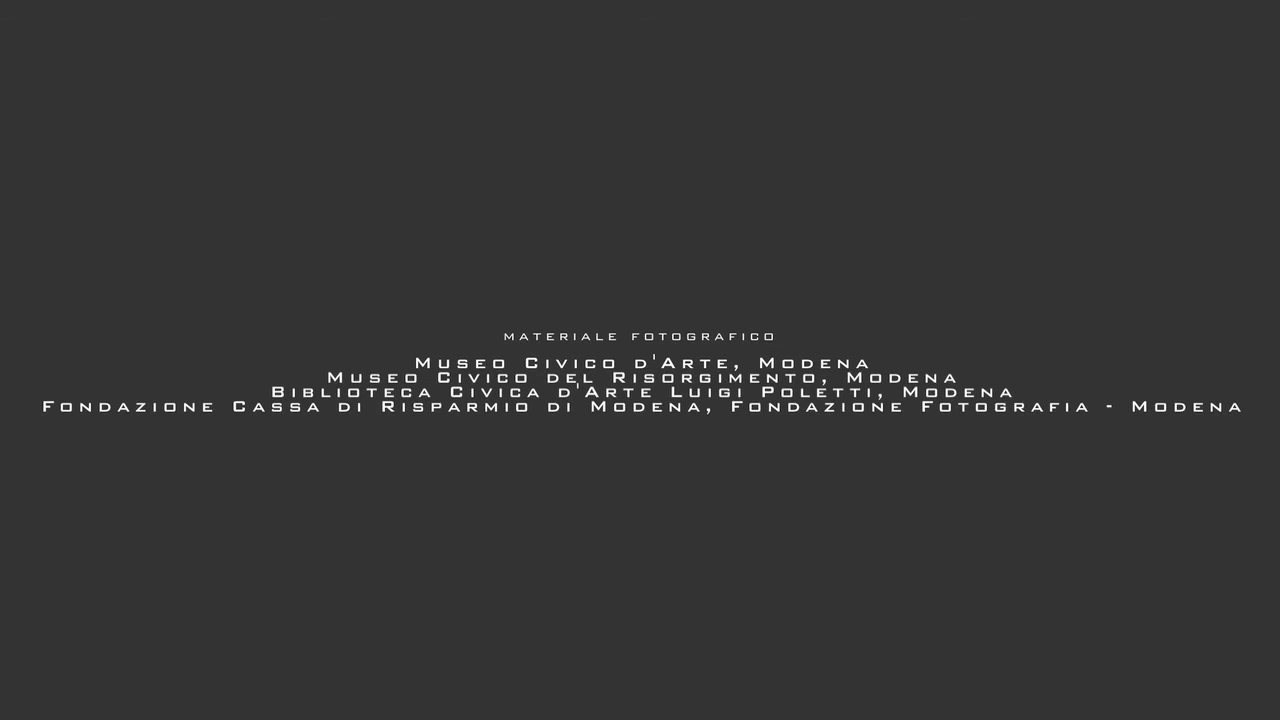 MATERIALE FOTOGRAFICO
Museo Civico d'Arte, Modena
Museo Civico del Risorgimento, Modena
Biblioteca Civica d'Arte Luigi Poletti, Modena
Fondazione Cassa di Risparmio di Modena, Fondazione Fotografia - Modena